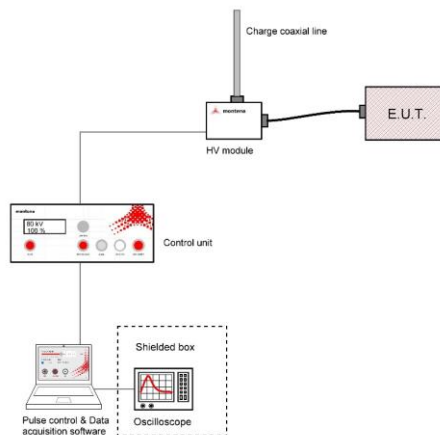 Charge coaxial line
montena
E.U.T.
HV module
montena
80 kV
100 %
Control unit
Shielded box
Oscilloscope
Pulse control & Data
acquisition software